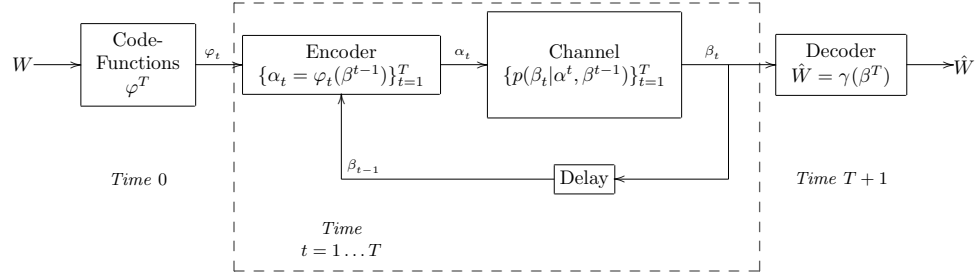 W
Code-
Functions
φ^T
φ_t
Encoder
{α_t = φ_t(β^{t−1})}_{t=1}^T
α_t
Channel
{p(β_t|α^t, β^{t−1})}_{t=1}^T
β_t
Decoder
Ŵ = γ(β^T)
Ŵ
β_{t−1}
Delay
Time 0
Time T + 1
Time
t = 1 … T